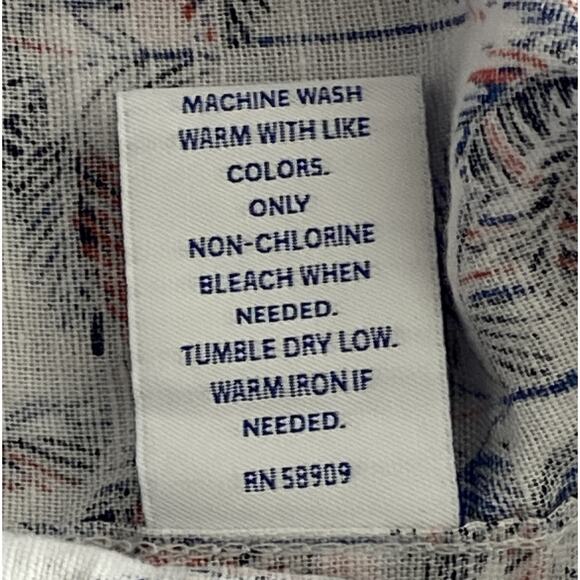 MACHINE WASH
WARM WITH LIKE
COLORS.
ONLY
NON-CHLORINE
BLEACH WHEN
NEEDED.
TUMBLE DRY LOW.
WARM IRON IF
NEEDED.
RN 58909